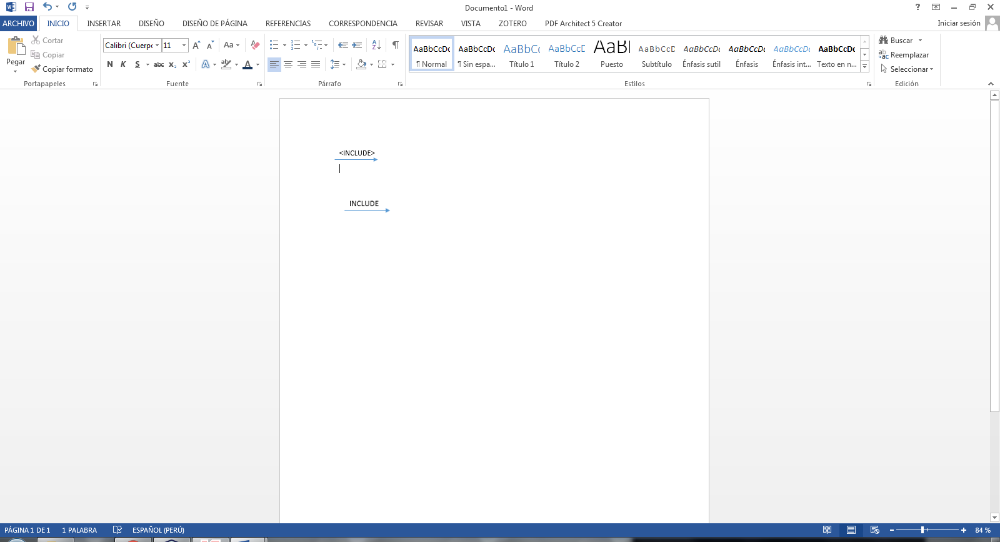 Documento1 - Word
ARCHIVO INICIO INSERTAR DISEÑO DISEÑO DE PÁGINA REFERENCIAS CORRESPONDENCIA REVISAR VISTA ZOTERO PDF Architect 5 Creator Iniciar sesión
Pegar
Cortar
Copiar
Copiar formato
Portapapeles
Calibri (Cuerpo 11
Aa
N K S abc x₂ x²
Fuente
Párrafo
AaBbCcDc AaBbCcDc AaBbCc AaBbCcD AaB AaBbCcD AaBbCcDc AaBbCcDc AaBbCcDc AaBbCcDc
¶ Normal ¶ Sin espa... Título 1 Título 2 Puesto Subtítulo Énfasis sutil Énfasis Énfasis int... Texto en n...
Estilos
Buscar
Reemplazar
Seleccionar
Edición
<INCLUDE>
INCLUDE
PÁGINA 1 DE 1 1 PALABRA ESPAÑOL (PERÚ) 84 %